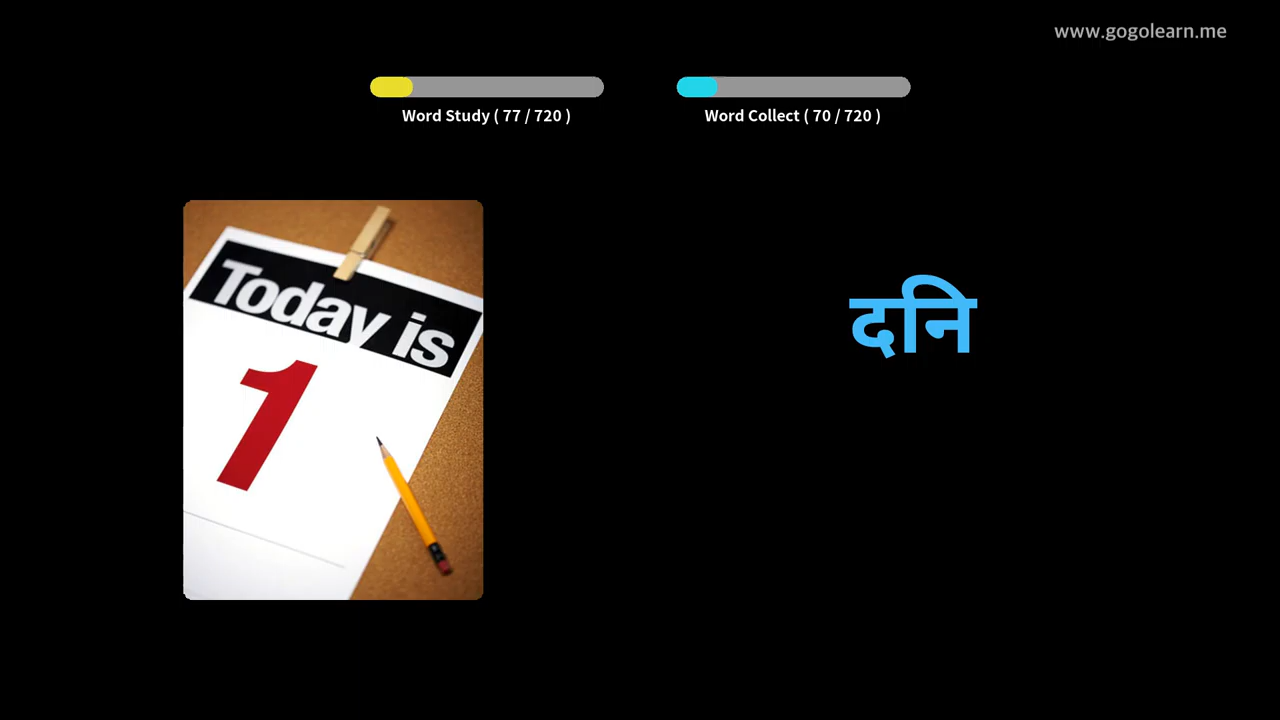 www.gogolearn.me
Word Study ( 77 / 720 )
Word Collect ( 70 / 720 )
Today is
1
दनि